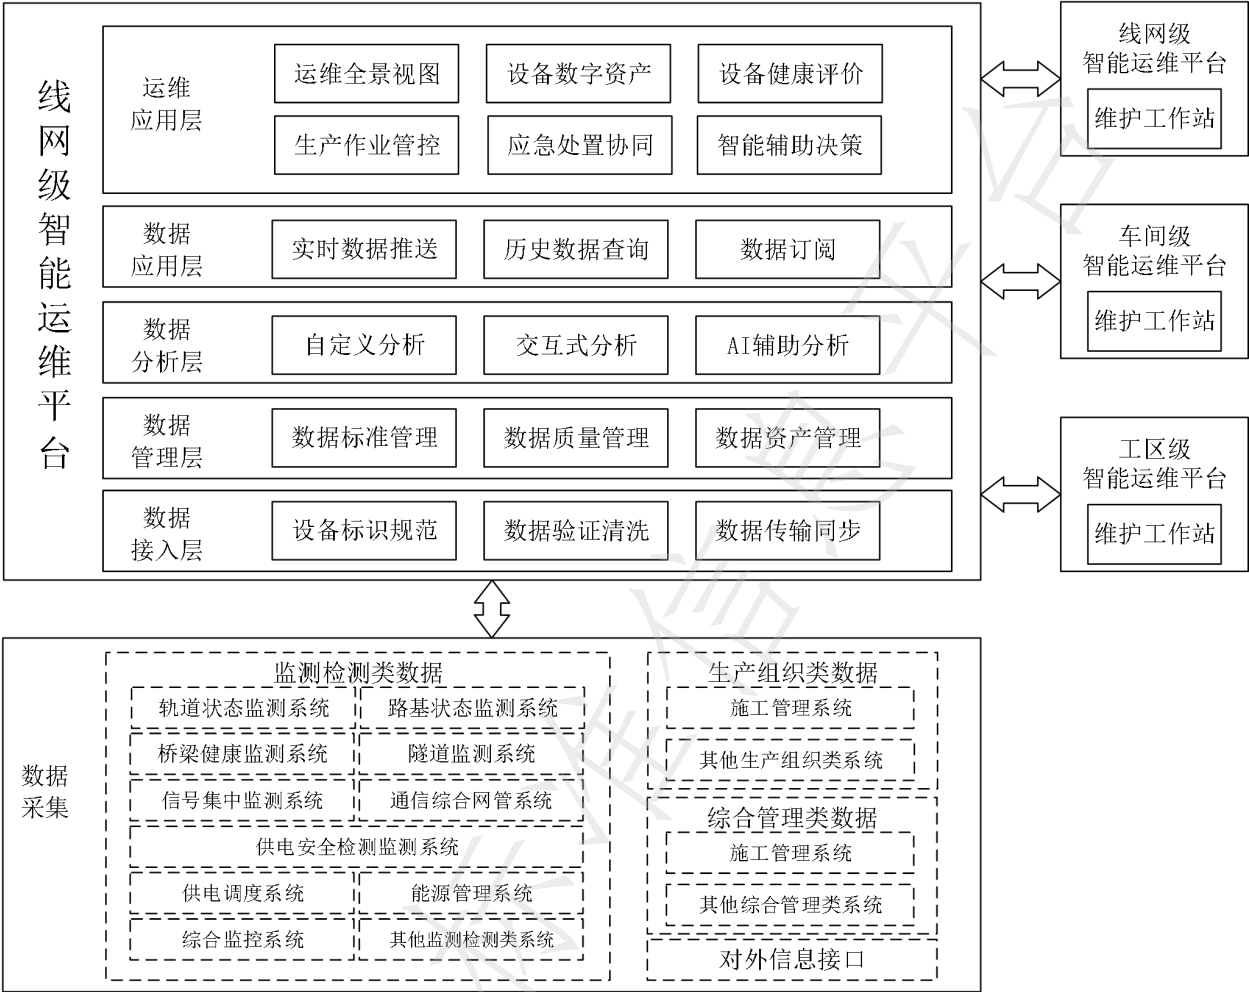 线网级智能运维平台
运维
应用层
运维全景视图
设备数字资产
设备健康评价
生产作业管控
应急处置协同
智能辅助决策
数据
应用层
实时数据推送
历史数据查询
数据订阅
数据
分析层
自定义分析
交互式分析
AI辅助分析
数据
管理层
数据标准管理
数据质量管理
数据资产管理
数据
接入层
设备标识规范
数据验证清洗
数据传输同步
线网级
智能运维平台
维护工作站
车间级
智能运维平台
维护工作站
工区级
智能运维平台
维护工作站
数据
采集
监测检测类数据
轨道状态监测系统
路基状态监测系统
桥梁健康监测系统
隧道监测系统
信号集中监测系统
通信综合网管系统
供电安全检测监测系统
供电调度系统
能源管理系统
综合监控系统
其他监测检测类系统
生产组织类数据
施工管理系统
其他生产组织类系统
综合管理类数据
施工管理系统
其他综合管理类系统
对外信息接口
标准信息平台